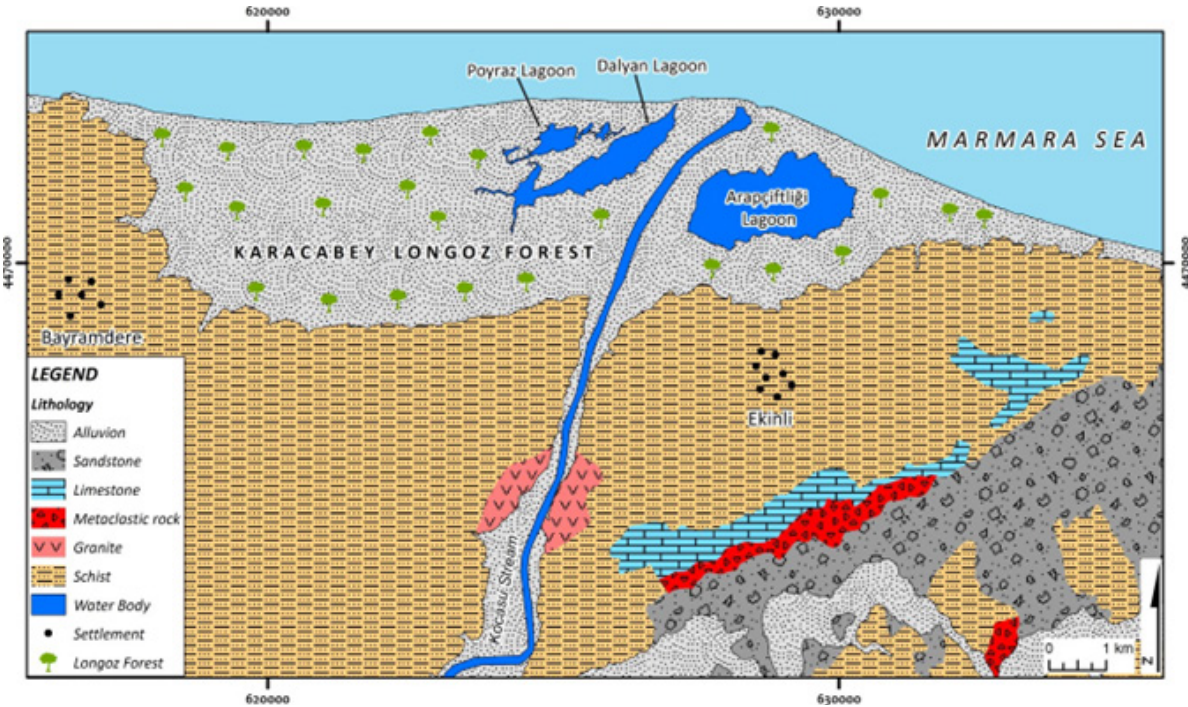 620000
630000
Poyraz Lagoon
Dalyan Lagoon
MARMARA SEA
Arapçiftliği
Lagoon
KARACABEY LONGOZ FOREST
4470000
4470000
Bayramdere
Ekinli
Kocasu Stream
LEGEND
Lithology
Alluvion
Sandstone
Limestone
Metaclastic rock
Granite
Schist
Water Body
Settlement
Longoz Forest
0 1 km
N
620000
630000